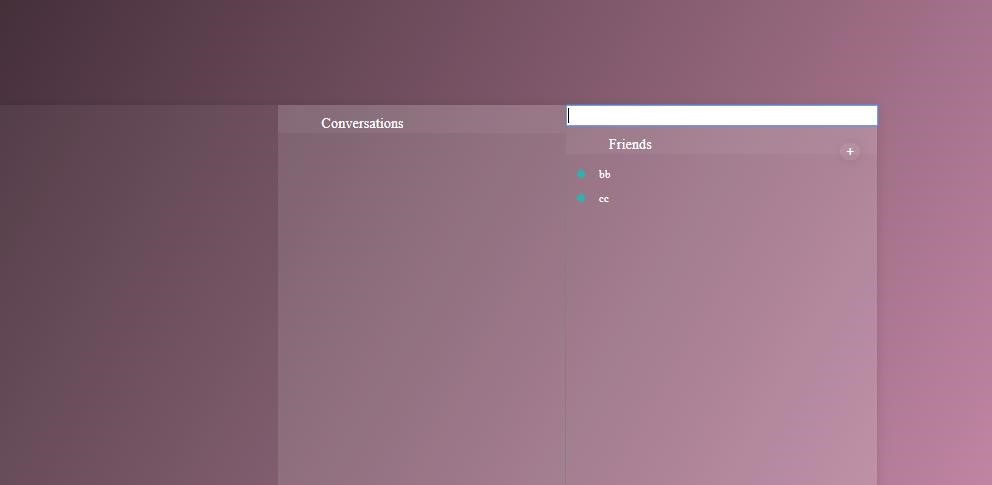 Conversations
Friends
+
bb
cc